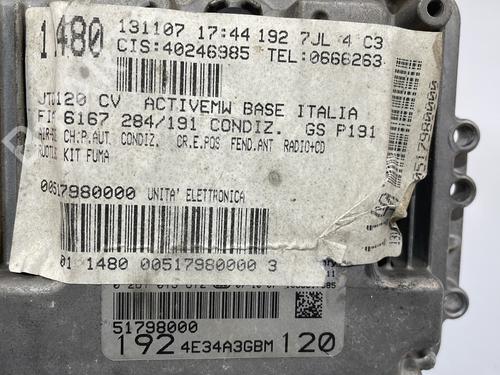 1480
131107 17:44 192 7JL 4 C3
CIS:40246985 TEL:0666263
JTD120 CV ACTIVEMW BASE ITALIA
6167 284/191 CONDIZ. GS P191
CH:R.AUT. CONDIZ. CR.E.POS FEND.ANT RADIO+CD
KIT FUMA
00517980000 UNITA' ELETTRONICA
01 1480 00517980000 3
51798000
192 4E34A3GBM 120
00517980000